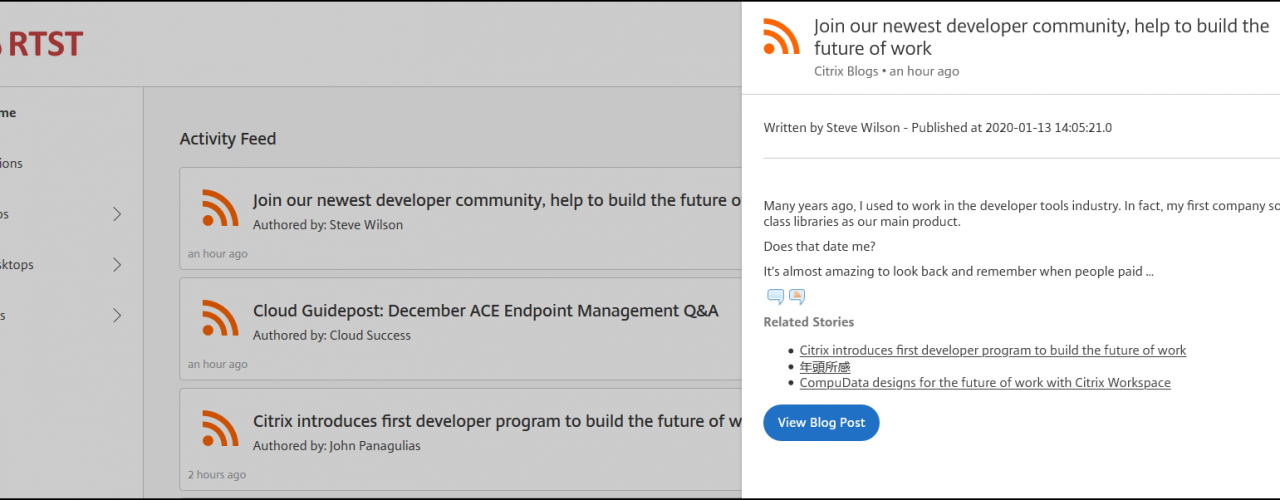 RTST
Activity Feed
Join our newest developer community, help to build the future o
Authored by: Steve Wilson
an hour ago
Cloud Guidepost: December ACE Endpoint Management Q&A
Authored by: Cloud Success
an hour ago
Citrix introduces first developer program to build the future of w
Authored by: John Panagulias
2 hours ago
me
ions
os
sktops
s
Join our newest developer community, help to build the
future of work
Citrix Blogs • an hour ago
Written by Steve Wilson - Published at 2020-01-13 14:05:21.0
Many years ago, I used to work in the developer tools industry. In fact, my first company so
class libraries as our main product.
Does that date me?
It's almost amazing to look back and remember when people paid ...
Related Stories
Citrix introduces first developer program to build the future of work
年頭所感
CompuData designs for the future of work with Citrix Workspace
View Blog Post